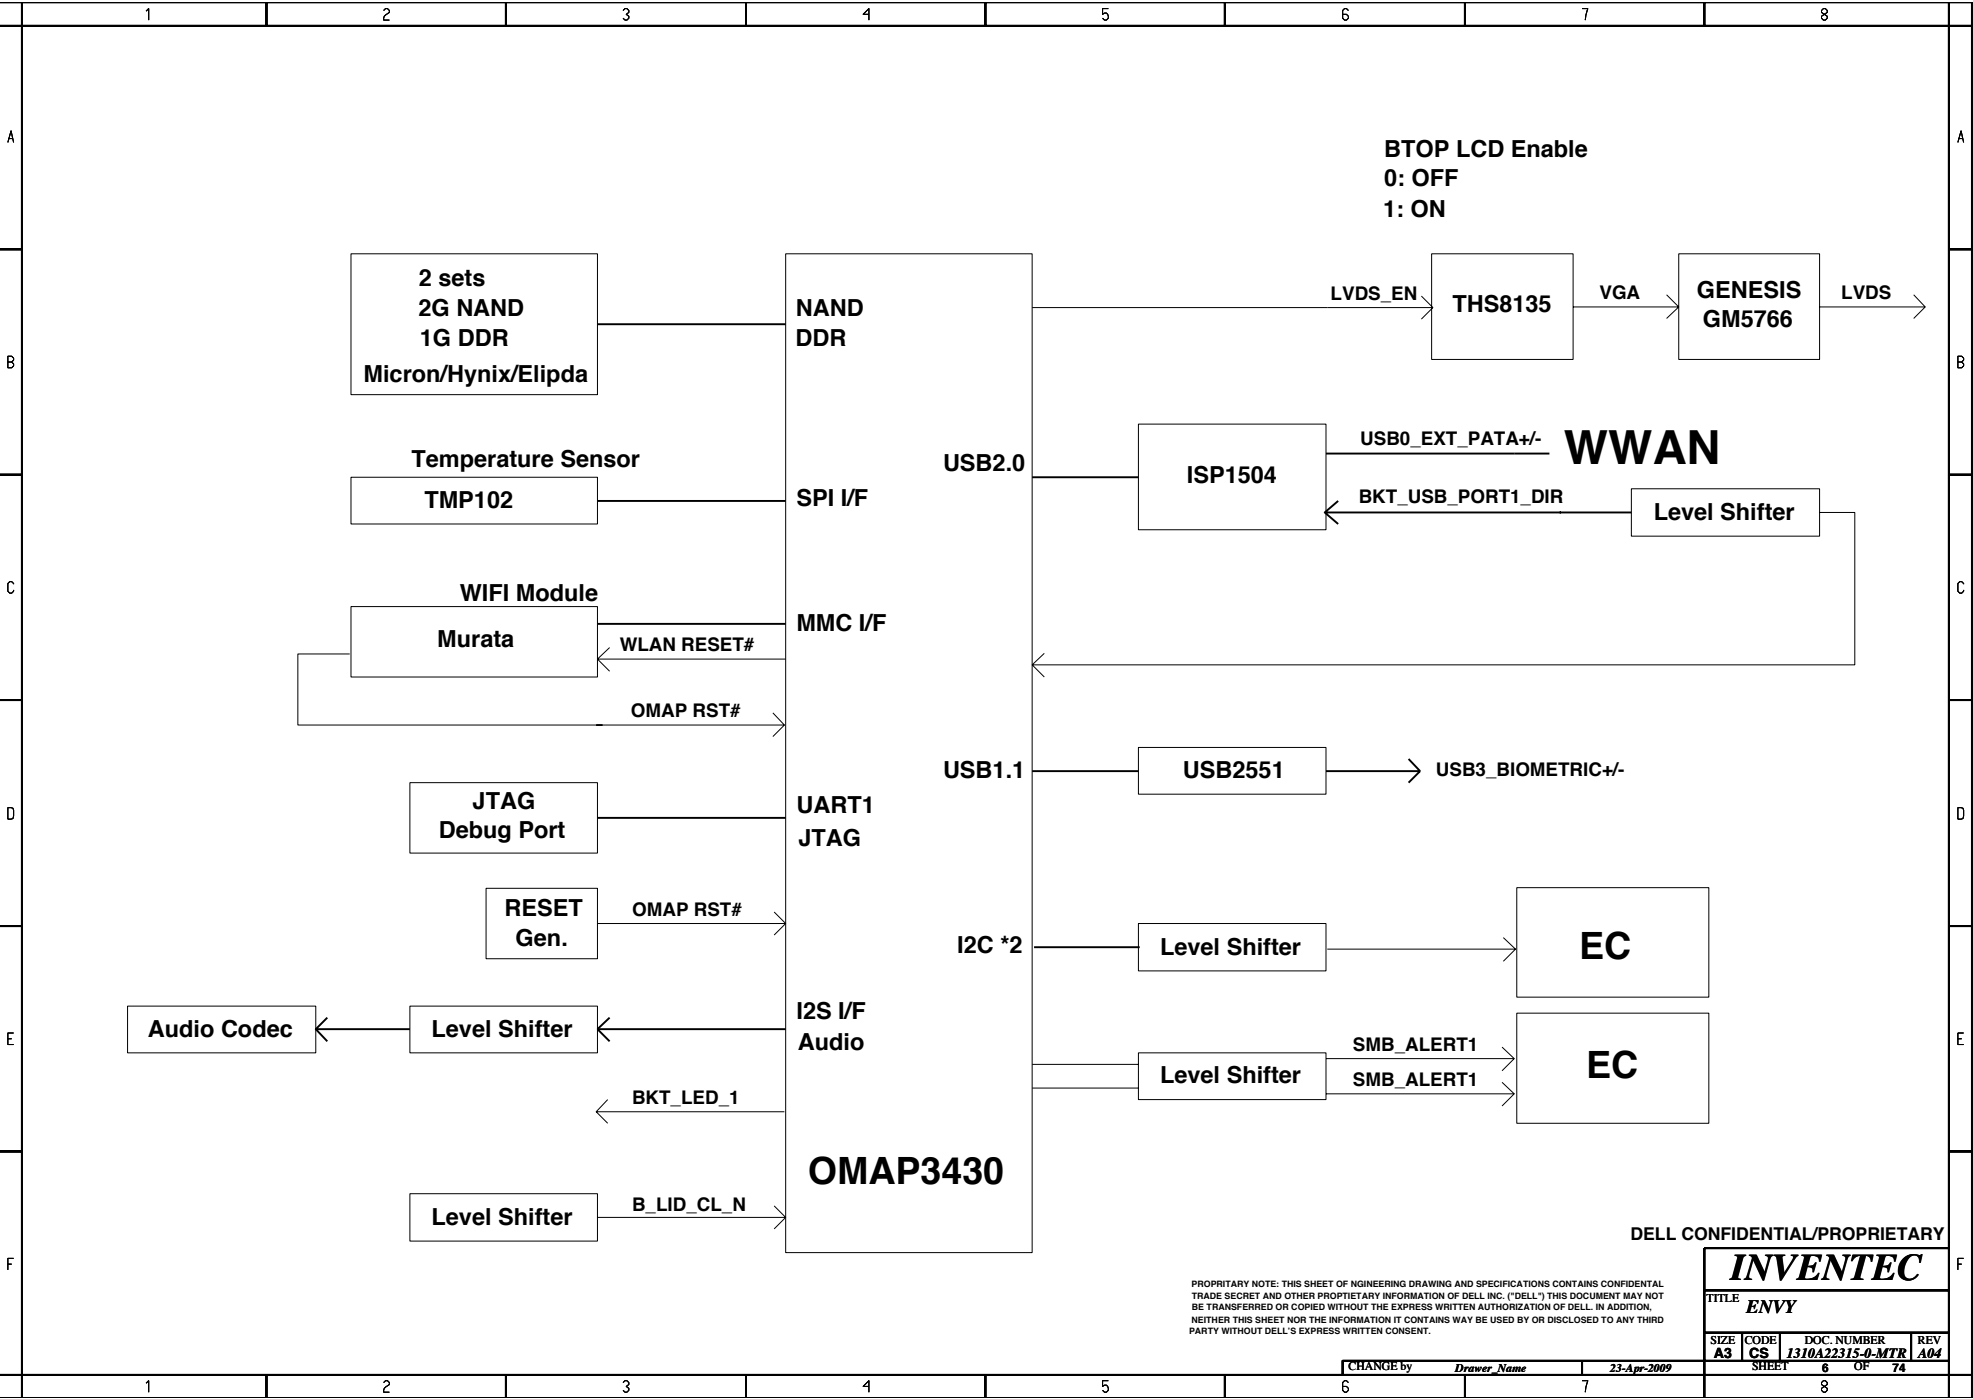 1 2 3 4 5 6 7 8
A A
BTOP LCD Enable
0: OFF
1: ON
2 sets
2G NAND
1G DDR
Micron/Hynix/Elipda
NAND
DDR
LVDS_EN
THS8135
VGA
GENESIS
GM5766
LVDS
B B
Temperature Sensor
TMP102
SPI I/F
USB2.0
ISP1504
USB0_EXT_PATA+/-
WWAN
BKT_USB_PORT1_DIR
Level Shifter
C C
WIFI Module
Murata
MMC I/F
WLAN RESET#
OMAP RST#
USB1.1
USB2551
USB3_BIOMETRIC+/-
JTAG
Debug Port
UART1
JTAG
D D
RESET
Gen.
OMAP RST#
I2C *2
Level Shifter
EC
Audio Codec
Level Shifter
I2S I/F
Audio
E E
Level Shifter
SMB_ALERT1
SMB_ALERT1
EC
BKT_LED_1
OMAP3430
Level Shifter
B_LID_CL_N
F F
DELL CONFIDENTIAL/PROPRIETARY
PROPRITARY NOTE: THIS SHEET OF NGINEERING DRAWING AND SPECIFICATIONS CONTAINS CONFIDENTAL
TRADE SECRET AND OTHER PROPTIETARY INFORMATION OF DELL INC. ("DELL") THIS DOCUMENT MAY NOT
BE TRANSFERRED OR COPIED WITHOUT THE EXPRESS WRITTEN AUTHORIZATION OF DELL. IN ADDITION,
NEITHER THIS SHEET NOR THE INFORMATION IT CONTAINS WAY BE USED BY OR DISCLOSED TO ANY THIRD
PARTY WITHOUT DELL'S EXPRESS WRITTEN CONSENT.
INVENTEC
TITLE ENVY
SIZE CODE DOC. NUMBER REV
A3 CS 1310A22315-0-MTR A04
CHANGE by Drawer_Name 23-Apr-2009 SHEET 6 OF 74
1 2 3 4 5 6 7 8